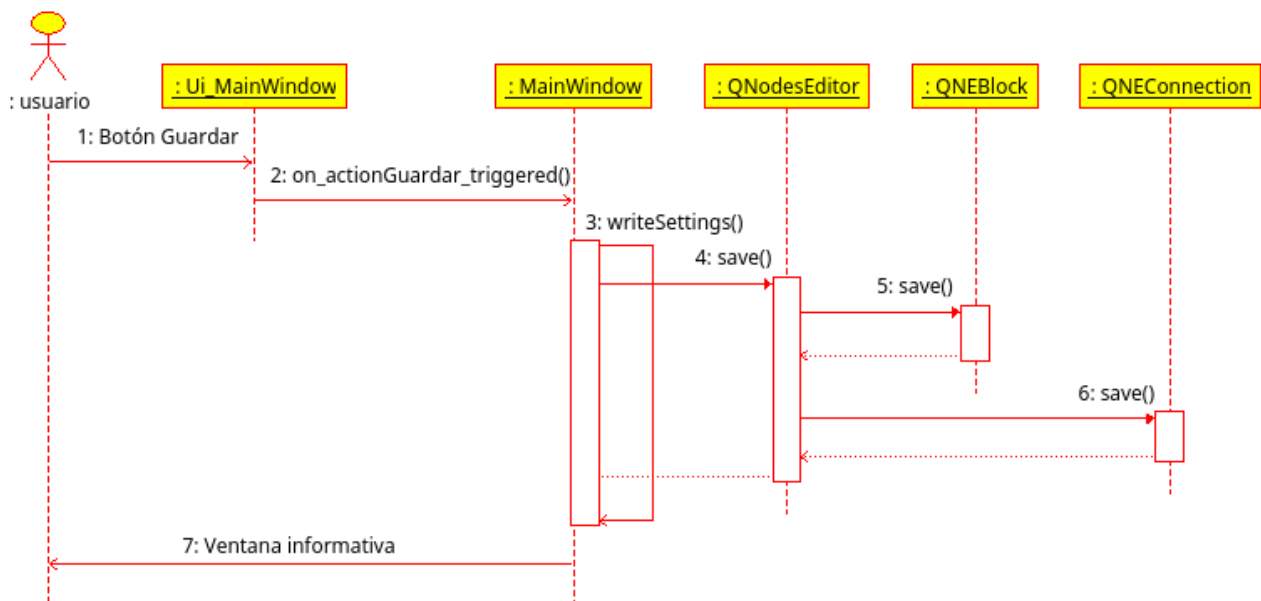 : usuario
: Ui_MainWindow
: MainWindow
: QNodesEditor
: QNEBlock
: QNEConnection
1: Botón Guardar
2: on_actionGuardar_triggered()
3: writeSettings()
4: save()
5: save()
6: save()
7: Ventana informativa